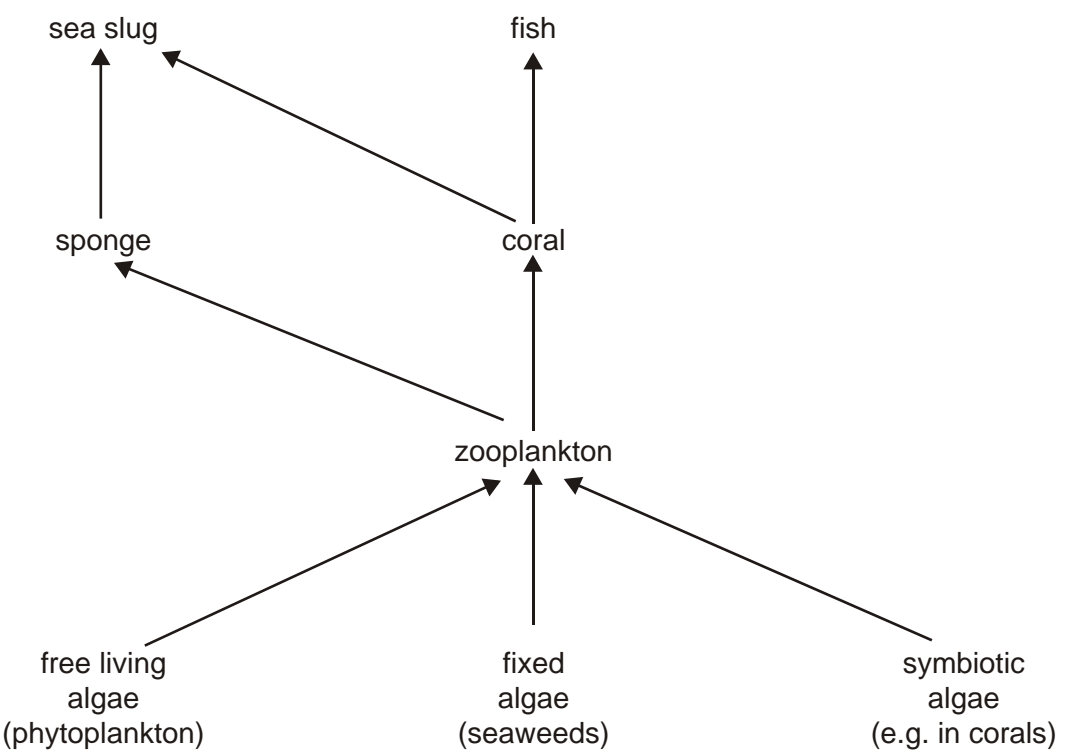 sea slug
fish
sponge
coral
zooplankton
free living
algae
(phytoplankton)
fixed
algae
(seaweeds)
symbiotic
algae
(e.g. in corals)